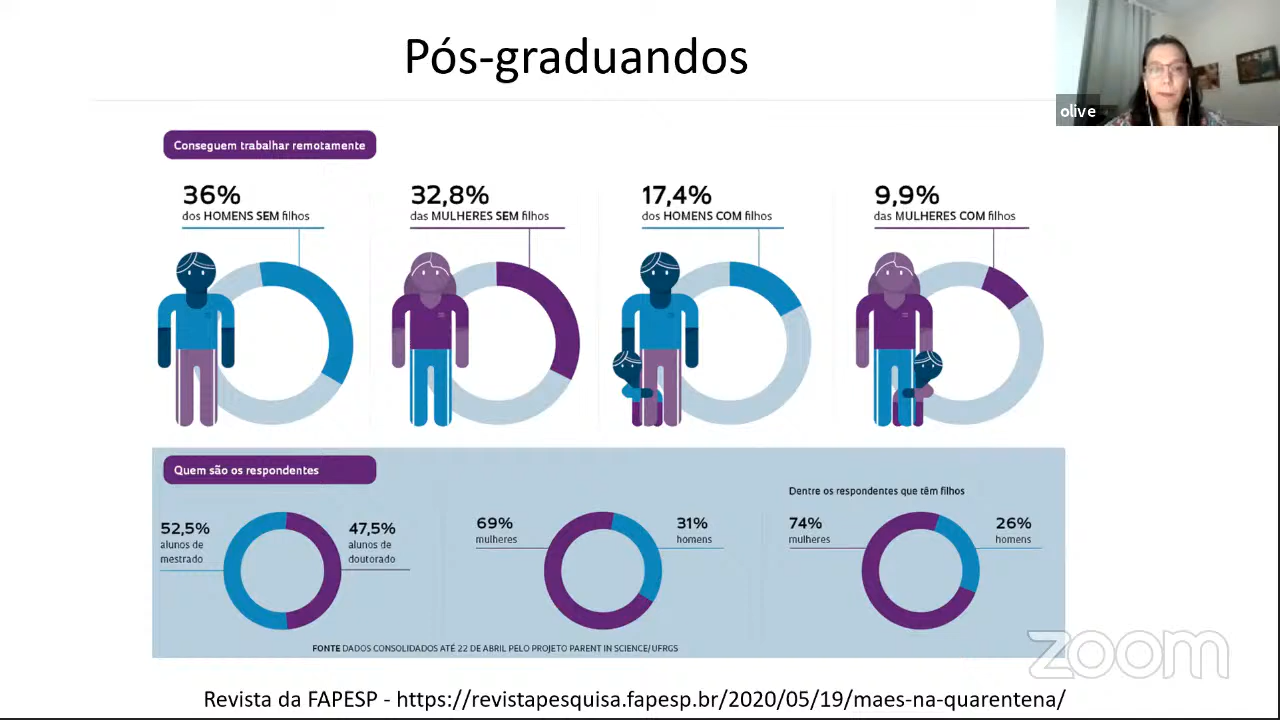 Pós-graduandos
olive
Conseguem trabalhar remotamente
36%
dos HOMENS SEM filhos
32,8%
das MULHERES SEM filhos
17,4%
dos HOMENS COM filhos
9,9%
das MULHERES COM filhos
Quem são os respondentes
52,5%
alunos de
mestrado
47,5%
alunos de
doutorado
69%
mulheres
31%
homens
Dentre os respondentes que têm filhos
74%
mulheres
26%
homens
FONTE DADOS CONSOLIDADOS ATÉ 22 DE ABRIL PELO PROJETO PARENT IN SCIENCE/UFRGS
zoom
Revista da FAPESP - https://revistapesquisa.fapesp.br/2020/05/19/maes-na-quarentena/